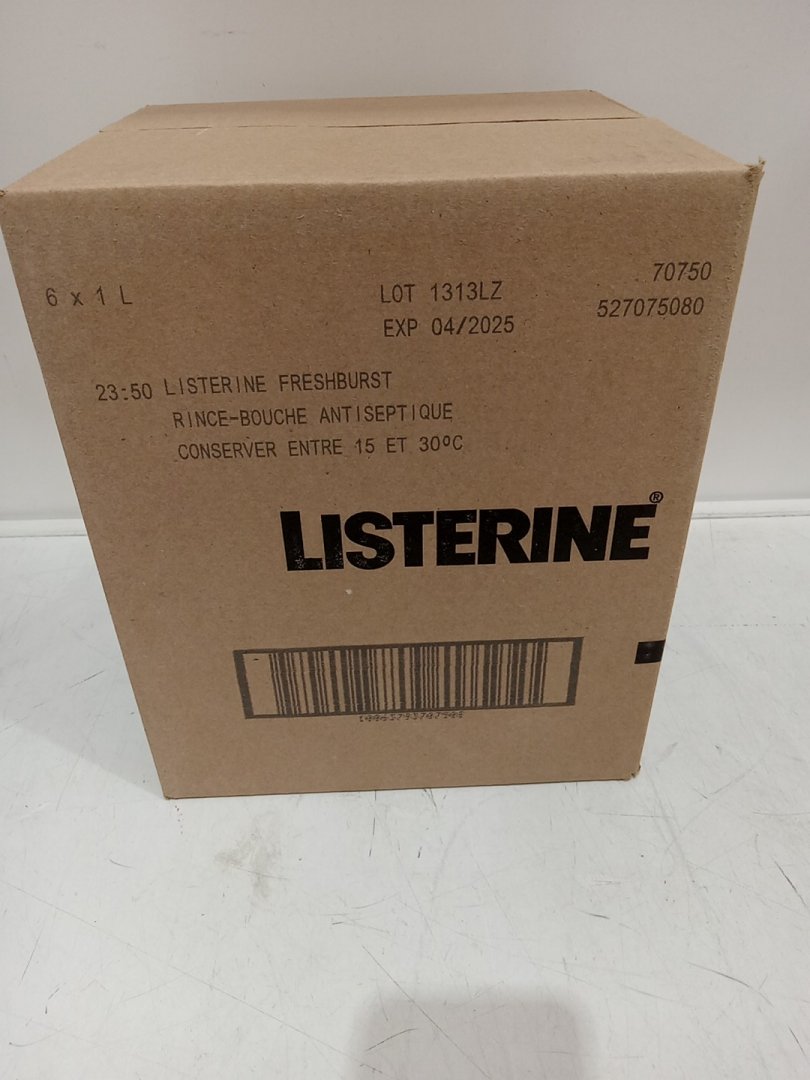 6 x 1 L
LOT 1313LZ
70750
EXP 04/2025
527075080
23:50 LISTERINE FRESHBURST
RINCE-BOUCHE ANTISEPTIQUE
CONSERVER ENTRE 15 ET 30ºC
LISTERINE®